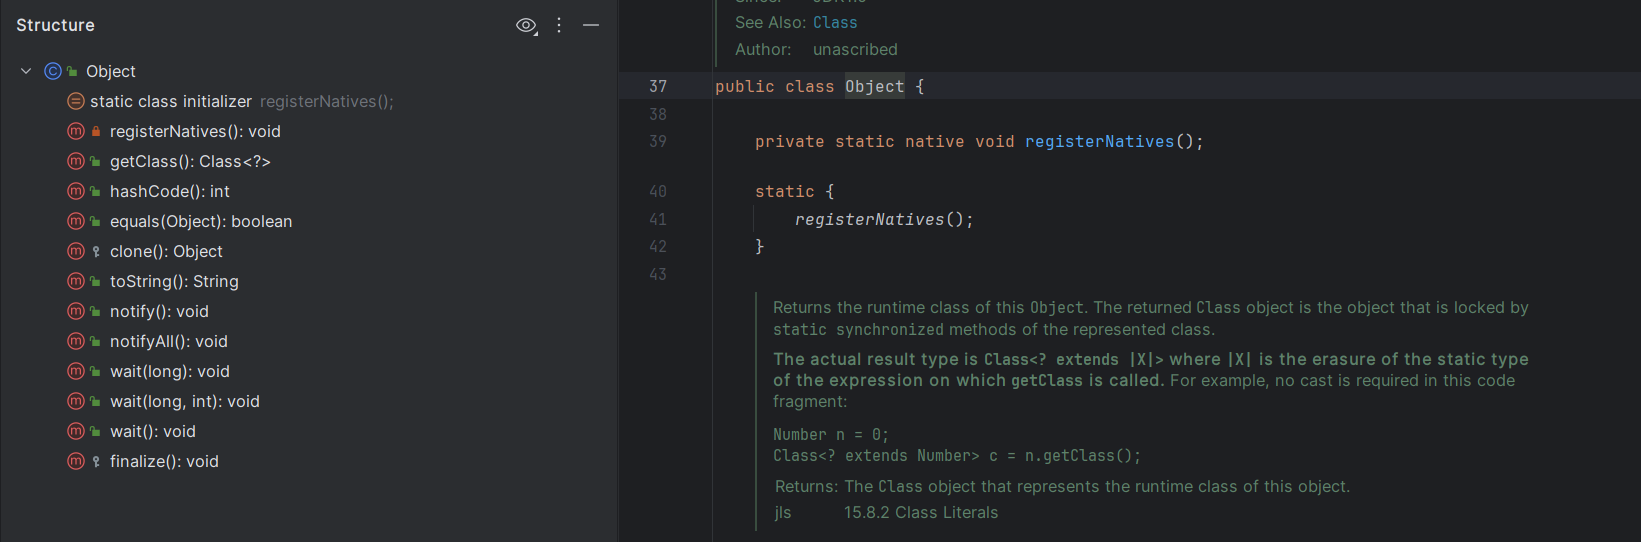 Structure
Object
static class initializer registerNatives();
registerNatives(): void
getClass(): Class<?>
hashCode(): int
equals(Object): boolean
clone(): Object
toString(): String
notify(): void
notifyAll(): void
wait(long): void
wait(long, int): void
wait(): void
finalize(): void
See Also: Class
Author: unascribed
37 public class Object {
38
39 private static native void registerNatives();
40 static {
41 registerNatives();
42 }
43
Returns the runtime class of this Object. The returned Class object is the object that is locked by
static synchronized methods of the represented class.
The actual result type is Class<? extends |X|> where |X| is the erasure of the static type
of the expression on which getClass is called. For example, no cast is required in this code
fragment:
Number n = 0;
Class<? extends Number> c = n.getClass();
Returns: The Class object that represents the runtime class of this object.
jls 15.8.2 Class Literals